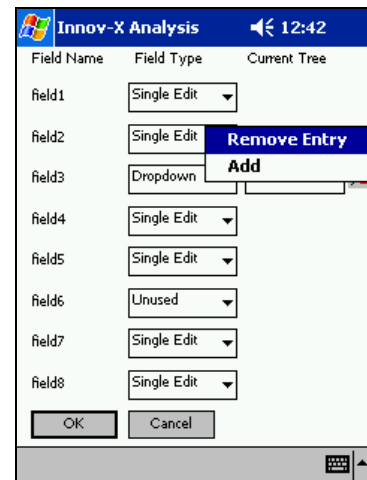 Innov-X Analysis 12:42
Field Name Field Type Current Tree
field1 Single Edit
field2 Single Edit
Remove Entry
Add
field3 Dropdown
field4 Single Edit
field5 Single Edit
field6 Unused
field7 Single Edit
field8 Single Edit
OK Cancel